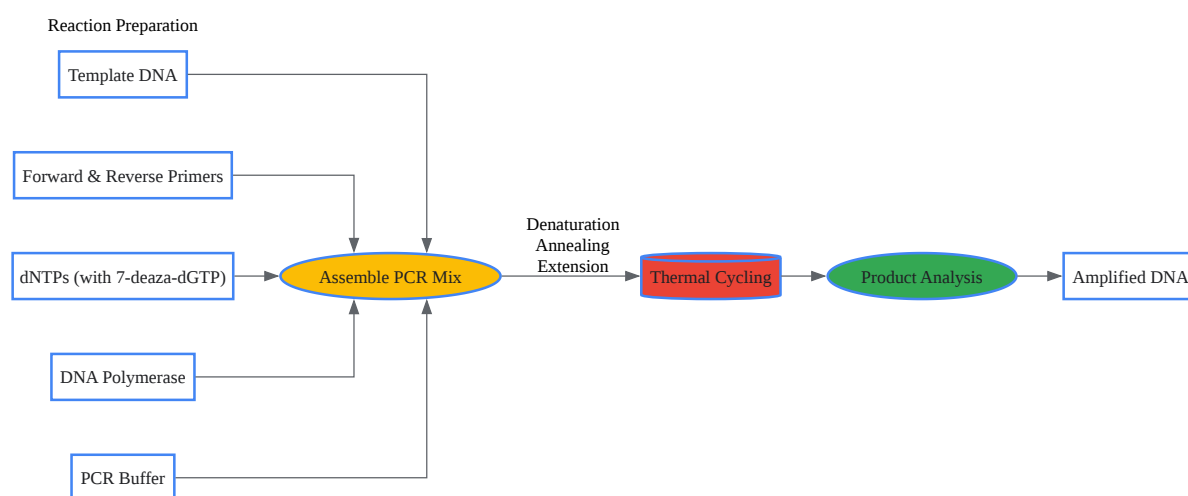 Reaction Preparation
Template DNA
Forward & Reverse Primers
dNTPs (with 7-deaza-dGTP)
DNA Polymerase
PCR Buffer
Assemble PCR Mix
Denaturation
Annealing
Extension
Thermal Cycling
Product Analysis
Amplified DNA